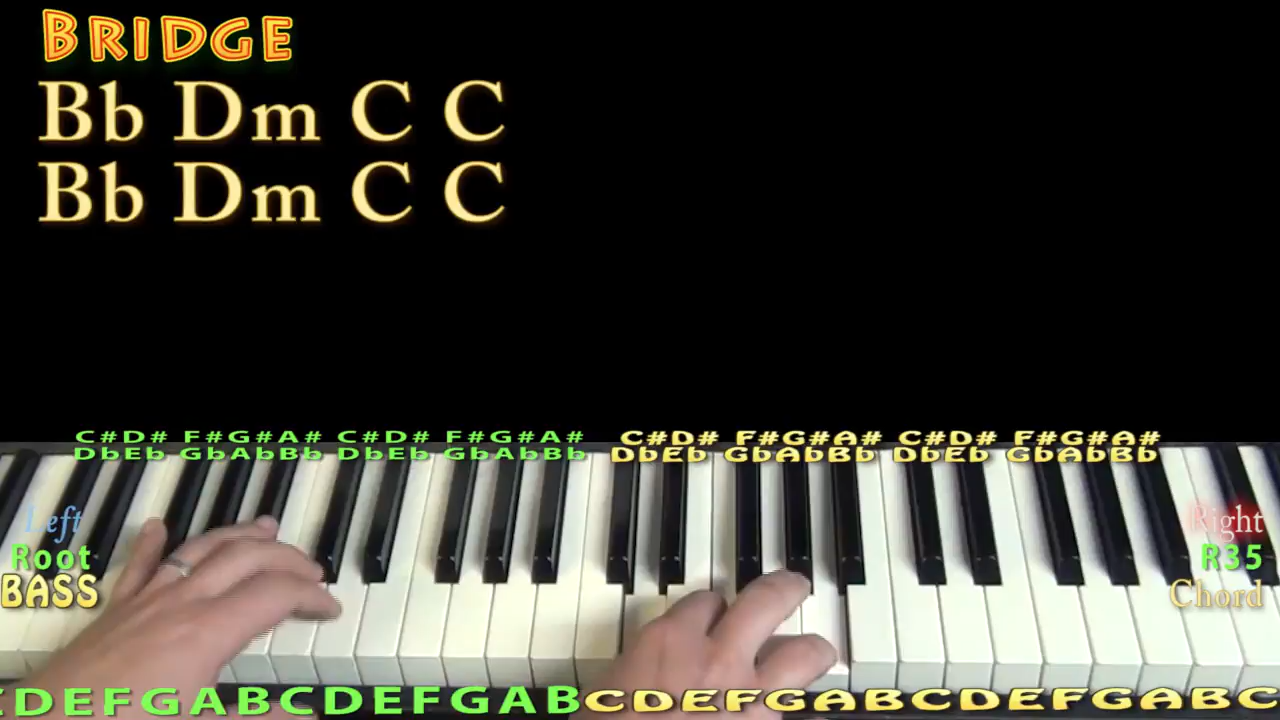 Bridge
Bb Dm C C
Bb Dm C C
C#D# F#G#A# C#D# F#G#A# C#D# F#G#A# C#D# F#G#A#
DbEb GbAbBb DbEb GbAbBb DbEb GbAbBb DbEb GbAbBb
Left
Root
BASS
Right
R35
Chord
CDEFGABCDEFGABCDEFGABCDEFGABC